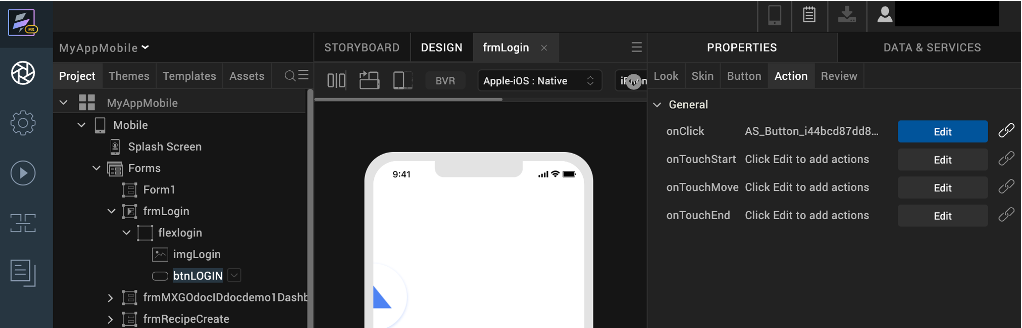 MyAppMobile
STORYBOARD DESIGN frmLogin ×
PROPERTIES DATA & SERVICES
Project Themes Templates Assets
BVR Apple-iOS : Native
Look Skin Button Action Review
MyAppMobile
Mobile
Splash Screen
Forms
Form1
frmLogin
flexlogin
imgLogin
btnLOGIN
frmMXGOdocIDdocdemo1Dashb
frmRecipeCreate
9:41
General
onClick AS_Button_i44bcd87dd8... Edit
onTouchStart Click Edit to add actions Edit
onTouchMove Click Edit to add actions Edit
onTouchEnd Click Edit to add actions Edit